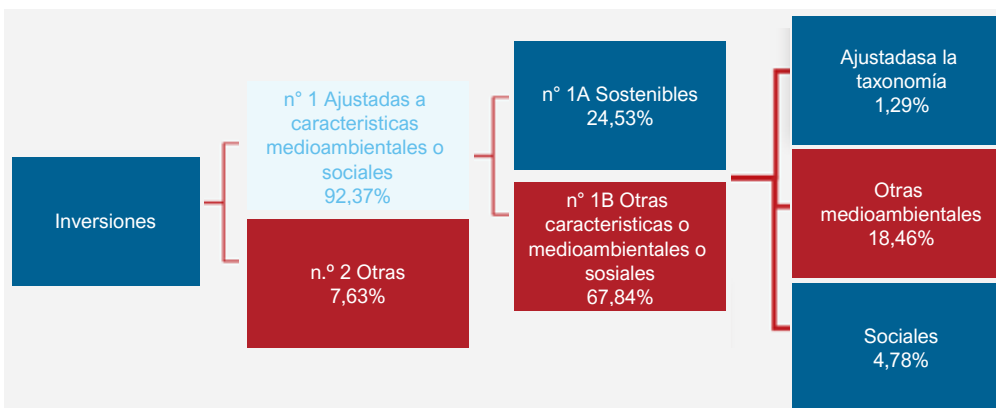 Inversiones
n° 1 Ajustadas a
caracteristicas
medioambientales o
sociales
92,37%
n.º 2 Otras
7,63%
n° 1A Sostenibles
24,53%
n° 1B Otras
caracteristicas o
medioambientales o
sosiales
67,84%
Ajustadasa la
taxonomía
1,29%
Otras
medioambientales
18,46%
Sociales
4,78%